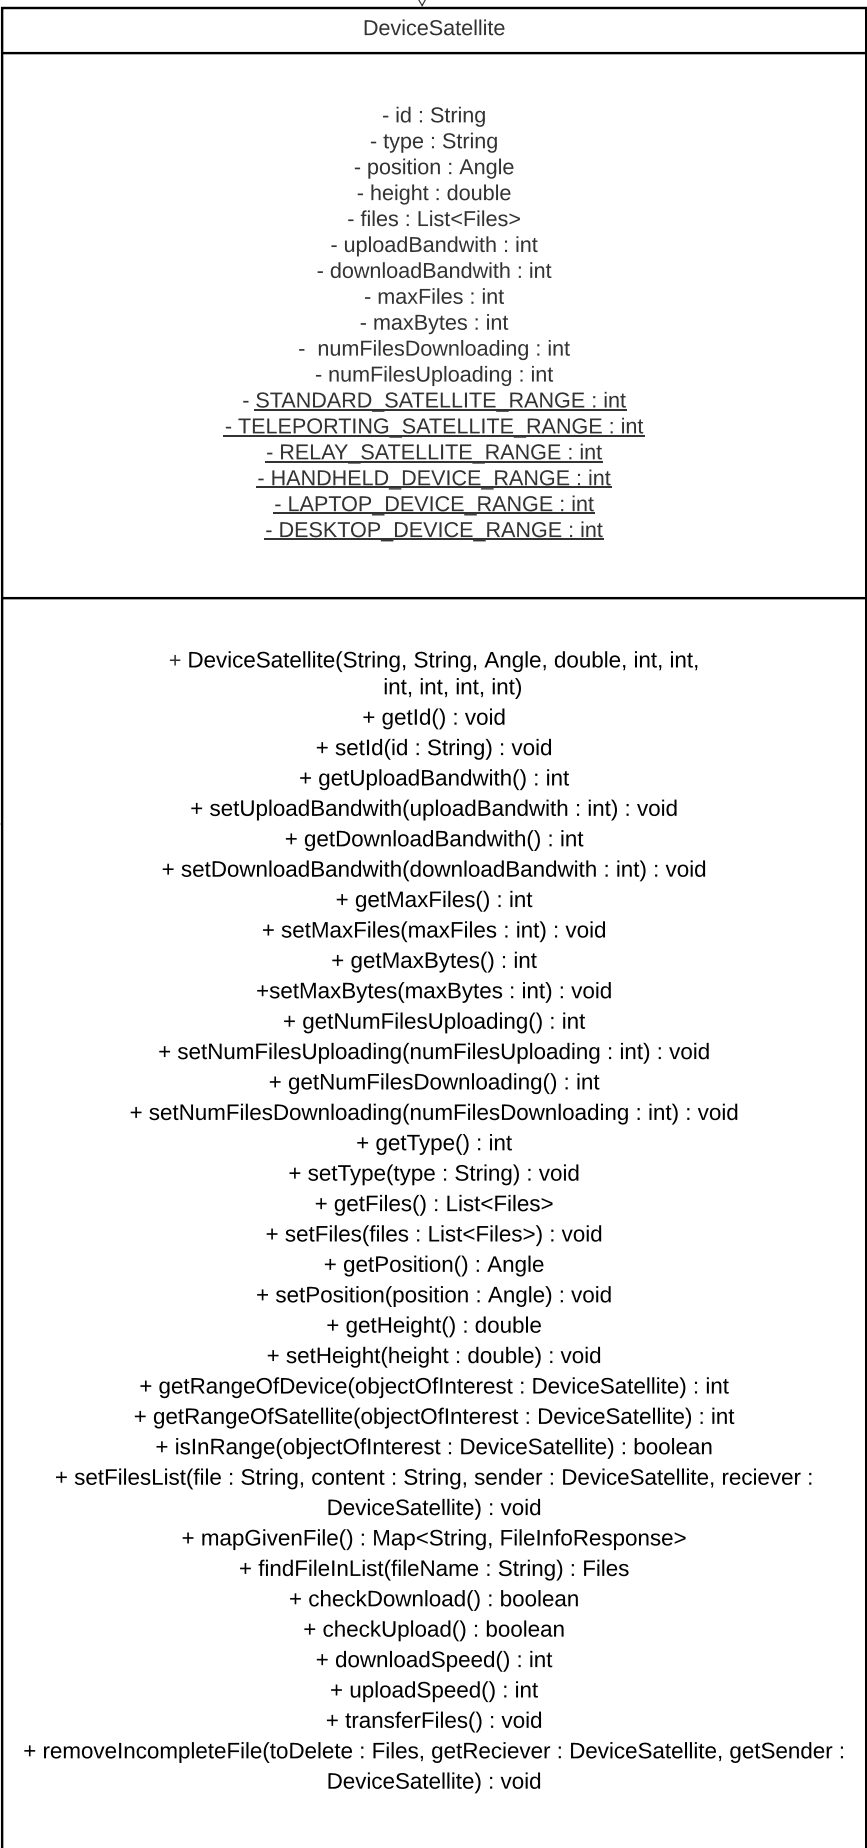 DeviceSatellite
- id : String
- type : String
- position : Angle
- height : double
- files : List<Files>
- uploadBandwith : int
- downloadBandwith : int
- maxFiles : int
- maxBytes : int
-  numFilesDownloading : int
- numFilesUploading : int
- STANDARD_SATELLITE_RANGE : int
- TELEPORTING_SATELLITE_RANGE : int
- RELAY_SATELLITE_RANGE : int
- HANDHELD_DEVICE_RANGE : int
- LAPTOP_DEVICE_RANGE : int
- DESKTOP_DEVICE_RANGE : int
+ DeviceSatellite(String, String, Angle, double, int, int,
int, int, int, int)
+ getId() : void
+ setId(id : String) : void
+ getUploadBandwith() : int
+ setUploadBandwith(uploadBandwith : int) : void
+ getDownloadBandwith() : int
+ setDownloadBandwith(downloadBandwith : int) : void
+ getMaxFiles() : int
+ setMaxFiles(maxFiles : int) : void
+ getMaxBytes() : int
+setMaxBytes(maxBytes : int) : void
+ getNumFilesUploading() : int
+ setNumFilesUploading(numFilesUploading : int) : void
+ getNumFilesDownloading() : int
+ setNumFilesDownloading(numFilesDownloading : int) : void
+ getType() : int
+ setType(type : String) : void
+ getFiles() : List<Files>
+ setFiles(files : List<Files>) : void
+ getPosition() : Angle
+ setPosition(position : Angle) : void
+ getHeight() : double
+ setHeight(height : double) : void
+ getRangeOfDevice(objectOfInterest : DeviceSatellite) : int
+ getRangeOfSatellite(objectOfInterest : DeviceSatellite) : int
+ isInRange(objectOfInterest : DeviceSatellite) : boolean
+ setFilesList(file : String, content : String, sender : DeviceSatellite, reciever :
DeviceSatellite) : void
+ mapGivenFile() : Map<String, FileInfoResponse>
+ findFileInList(fileName : String) : Files
+ checkDownload() : boolean
+ checkUpload() : boolean
+ downloadSpeed() : int
+ uploadSpeed() : int
+ transferFiles() : void
+ removeIncompleteFile(toDelete : Files, getReciever : DeviceSatellite, getSender :
DeviceSatellite) : void